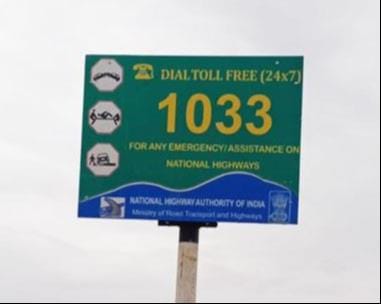 DIAL TOLL FREE (24x7)
1033
FOR ANY EMERGENCY/ASSISTANCE ON
NATIONAL HIGHWAYS
NATIONAL HIGHWAY AUTHORITY OF INDIA
Ministry of Road Transport and Highways